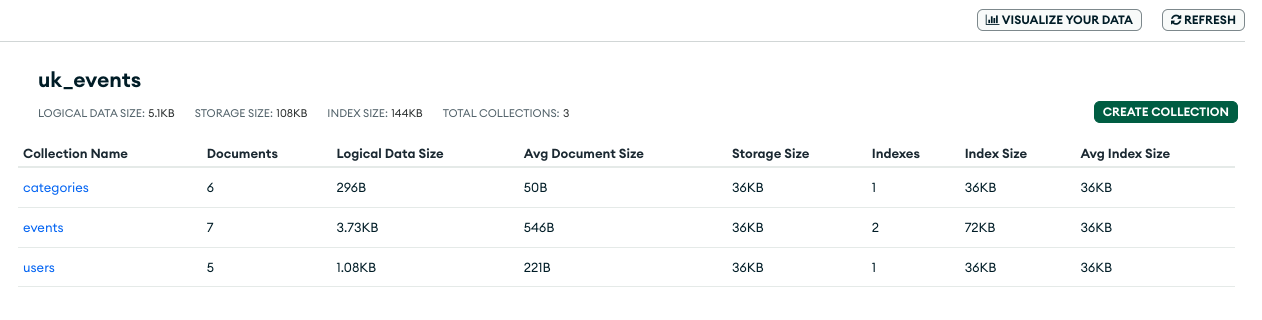 VISUALIZE YOUR DATA REFRESH
uk_events
LOGICAL DATA SIZE: 5.1KB STORAGE SIZE: 108KB INDEX SIZE: 144KB TOTAL COLLECTIONS: 3
CREATE COLLECTION
Collection Name Documents Logical Data Size Avg Document Size Storage Size Indexes Index Size Avg Index Size
categories 6 296B 50B 36KB 1 36KB 36KB
events 7 3.73KB 546B 36KB 2 72KB 36KB
users 5 1.08KB 221B 36KB 1 36KB 36KB